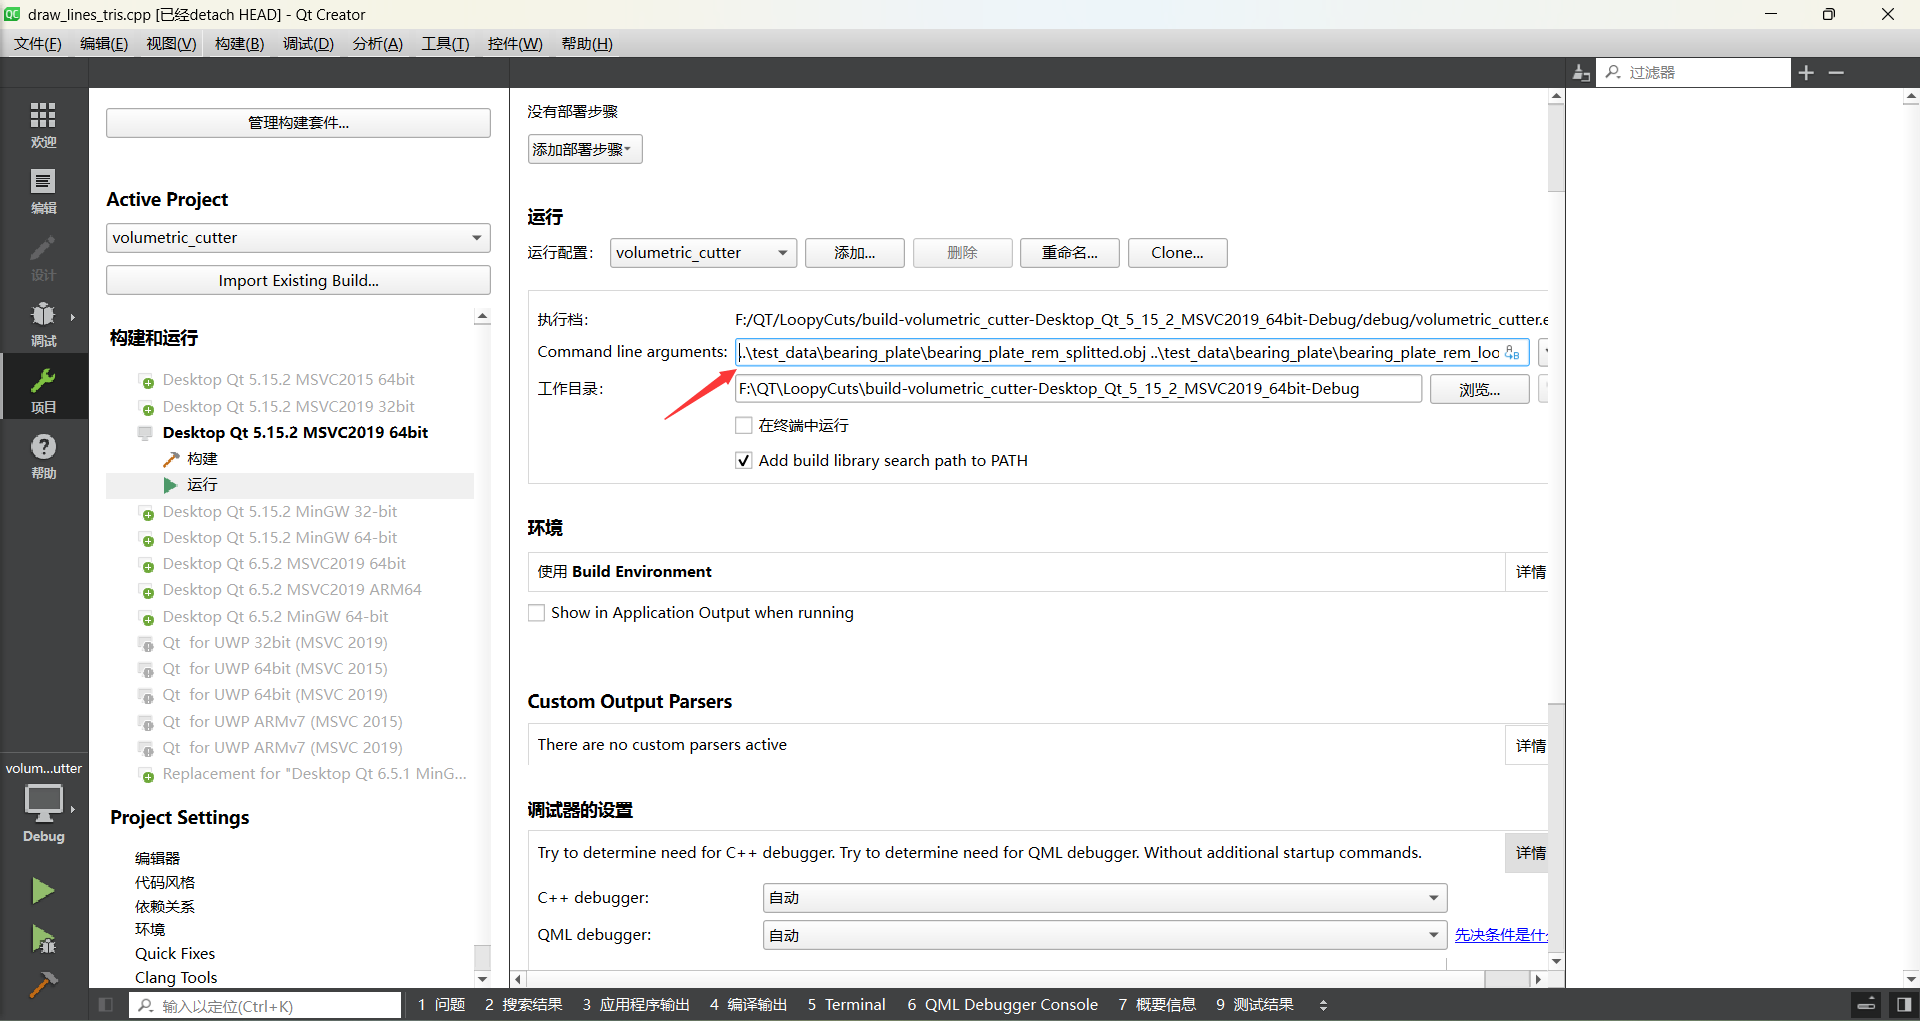 draw_lines_tris.cpp [已经detach HEAD] - Qt Creator
文件(F) 编辑(E) 视图(V) 构建(B) 调试(D) 分析(A) 工具(T) 控件(W) 帮助(H)
过滤器
欢迎
编辑
设计
调试
项目
帮助
volum...utter
Debug
管理构建套件...
Active Project
volumetric_cutter
Import Existing Build...
构建和运行
Desktop Qt 5.15.2 MSVC2015 64bit
Desktop Qt 5.15.2 MSVC2019 32bit
Desktop Qt 5.15.2 MSVC2019 64bit
构建
运行
Desktop Qt 5.15.2 MinGW 32-bit
Desktop Qt 5.15.2 MinGW 64-bit
Desktop Qt 6.5.2 MSVC2019 64bit
Desktop Qt 6.5.2 MSVC2019 ARM64
Desktop Qt 6.5.2 MinGW 64-bit
Qt for UWP 32bit (MSVC 2019)
Qt for UWP 64bit (MSVC 2015)
Qt for UWP 64bit (MSVC 2019)
Qt for UWP ARMv7 (MSVC 2015)
Qt for UWP ARMv7 (MSVC 2019)
Replacement for "Desktop Qt 6.5.1 MinG...
Project Settings
编辑器
代码风格
依赖关系
环境
Quick Fixes
Clang Tools
没有部署步骤
添加部署步骤
运行
运行配置: volumetric_cutter 添加... 删除 重命名... Clone...
执行档: F:/QT/LoopyCuts/build-volumetric_cutter-Desktop_Qt_5_15_2_MSVC2019_64bit-Debug/debug/volumetric_cutter.e
Command line arguments: ..\test_data\bearing_plate\bearing_plate_rem_splitted.obj ..\test_data\bearing_plate\bearing_plate_rem_loo
工作目录: F:\QT\LoopyCuts\build-volumetric_cutter-Desktop_Qt_5_15_2_MSVC2019_64bit-Debug 浏览...
在终端中运行
Add build library search path to PATH
环境
使用 Build Environment 详情
Show in Application Output when running
Custom Output Parsers
There are no custom parsers active 详情
调试器的设置
Try to determine need for C++ debugger. Try to determine need for QML debugger. Without additional startup commands. 详情
C++ debugger: 自动
QML debugger: 自动 先决条件是什
输入以定位(Ctrl+K) 1 问题 2 搜索结果 3 应用程序输出 4 编译输出 5 Terminal 6 QML Debugger Console 7 概要信息 9 测试结果